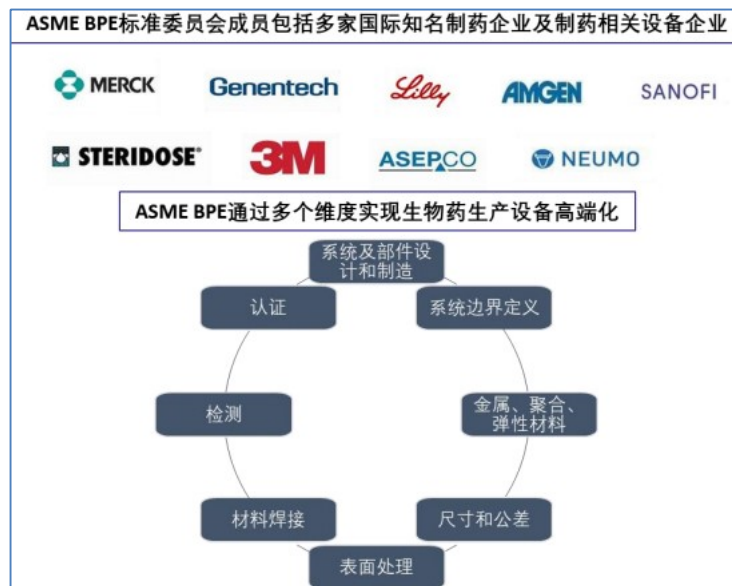 ASME BPE标准委员会成员包括多家国际知名制药企业及制药相关设备企业
MERCK
Genentech
Lilly
AMGEN
SANOFI
STERIDOSE®
3M
ASEPCO
NEUMO
ASME BPE通过多个维度实现生物药生产设备高端化
系统及部件设
计和制造
系统边界定义
金属、聚合、
弹性材料
尺寸和公差
表面处理
材料焊接
检测
认证